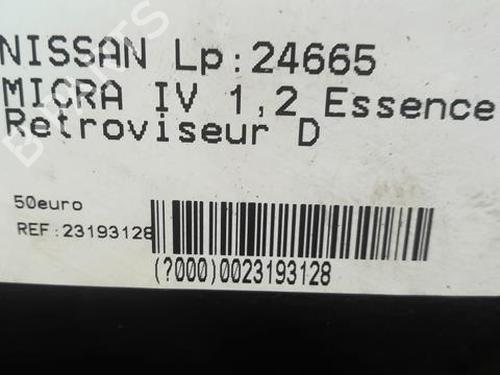 NISSAN Lp:24665
MICRA IV 1,2 Essence
Retroviseur D
50euro
REF:23193128
(?000)0023193128